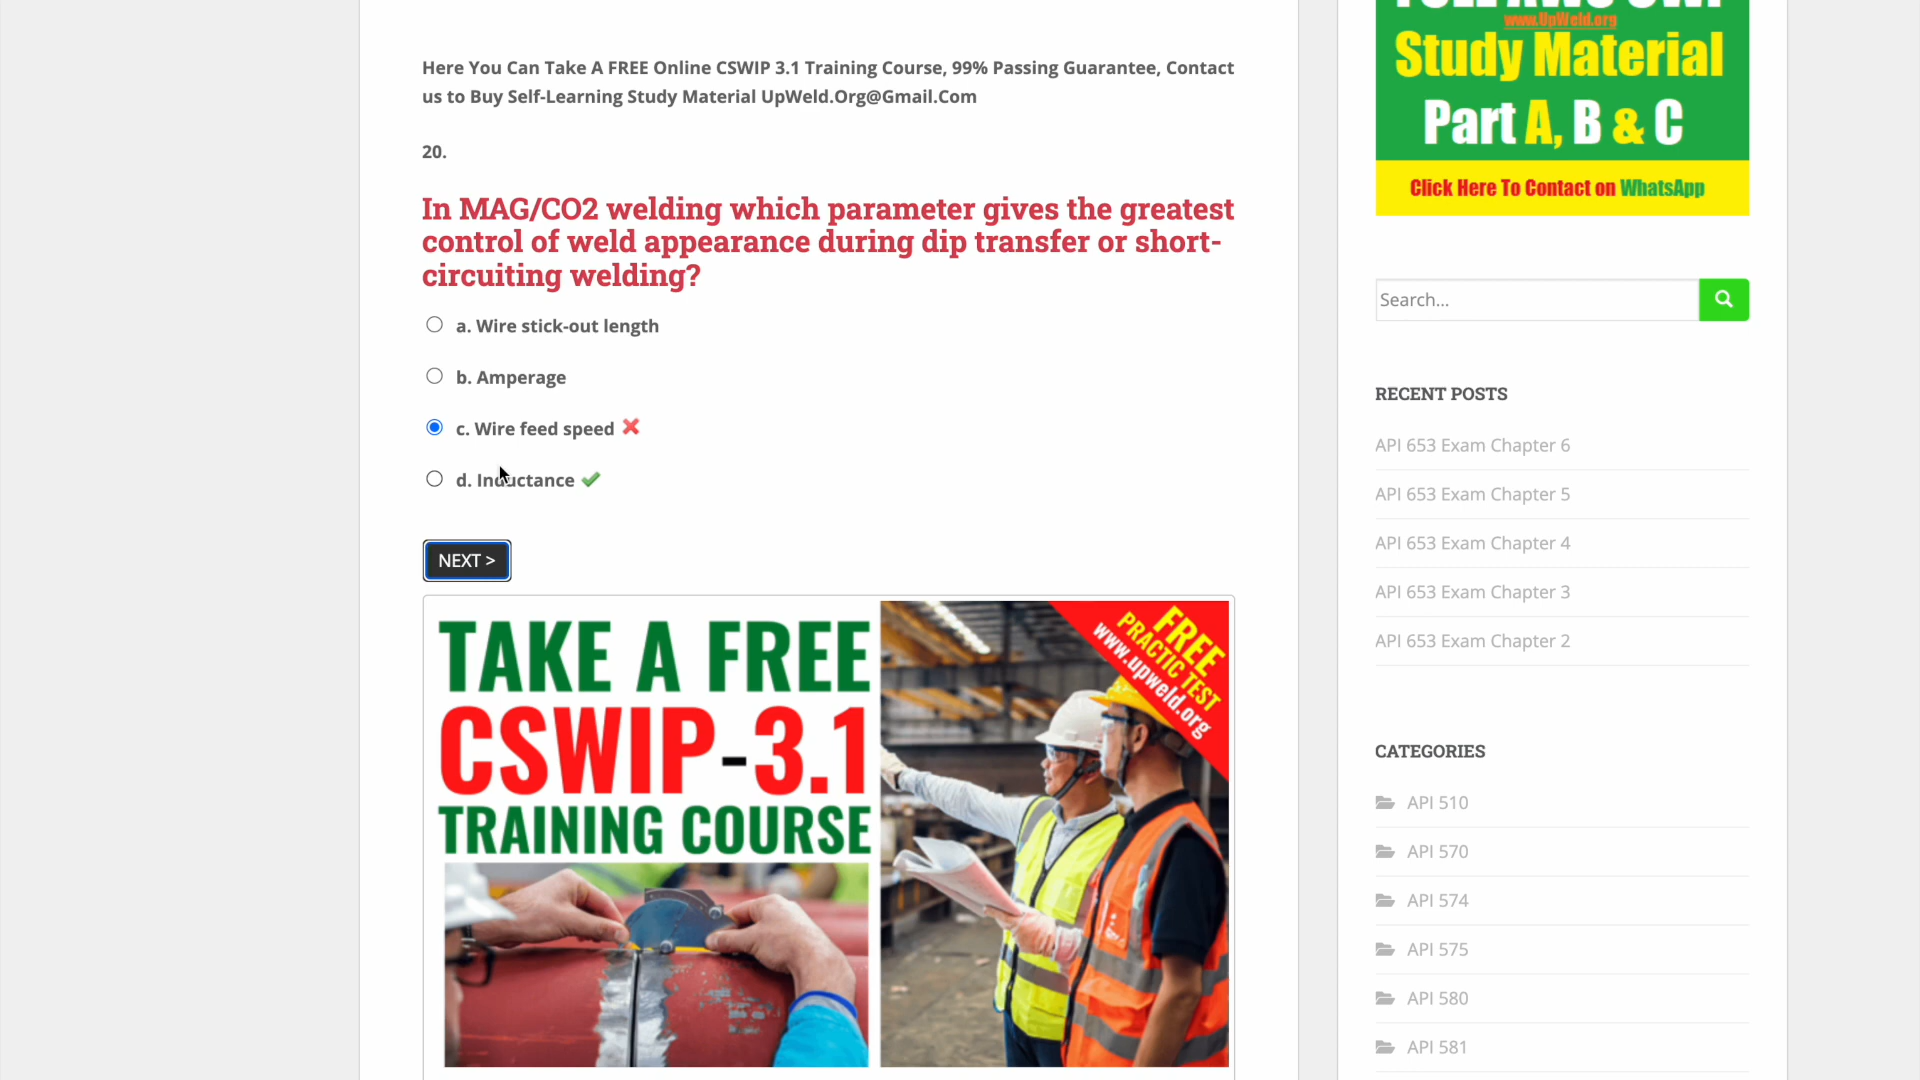 Here You Can Take A FREE Online CSWIP 3.1 Training Course, 99% Passing Guarantee, Contact
us to Buy Self-Learning Study Material UpWeld.Org@Gmail.Com
20.
In MAG/CO2 welding which parameter gives the greatest
control of weld appearance during dip transfer or short-
circuiting welding?
a. Wire stick-out length
b. Amperage
c. Wire feed speed
d. Inductance
NEXT >
TAKE A FREE
CSWIP-3.1
TRAINING COURSE
FREE
PRACTIC TEST
www.upweld.org
www.UpWeld.org
Study Material
Part A, B & C
Click Here To Contact on WhatsApp
Search...
RECENT POSTS
API 653 Exam Chapter 6
API 653 Exam Chapter 5
API 653 Exam Chapter 4
API 653 Exam Chapter 3
API 653 Exam Chapter 2
CATEGORIES
API 510
API 570
API 574
API 575
API 580
API 581